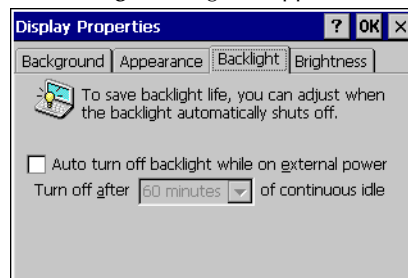 Display Properties ? OK ×
Background Appearance Backlight Brightness
To save backlight life, you can adjust when
the backlight automatically shuts off.
Auto turn off backlight while on external power
Turn off after 60 minutes of continuous idle